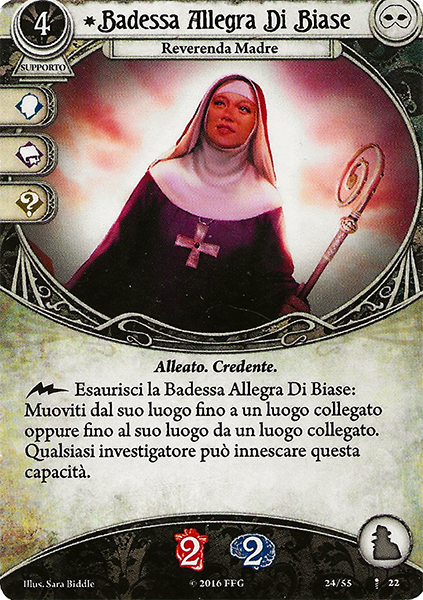 4
*Badessa Allegra Di Biase
SUPPORTO
Reverenda Madre
?
Alleato. Credente.
Esaurisci la Badessa Allegra Di Biase:
Muoviti dal suo luogo fino a un luogo collegato
oppure fino al suo luogo da un luogo collegato.
Qualsiasi investigatore può innescare questa
capacità.
2 2
Illus. Sara Biddle © 2016 FFG 24/55 22